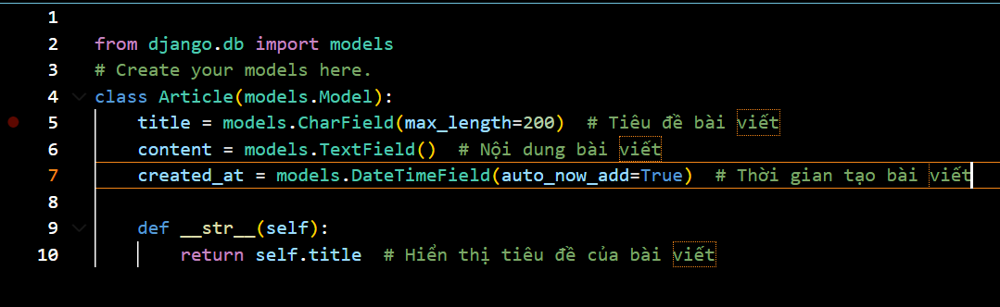 1
2 from django.db import models
3 # Create your models here.
4 class Article(models.Model):
5     title = models.CharField(max_length=200)  # Tiêu đề bài viết
6     content = models.TextField()  # Nội dung bài viết
7     created_at = models.DateTimeField(auto_now_add=True)  # Thời gian tạo bài viết
8
9     def __str__(self):
10         return self.title  # Hiển thị tiêu đề của bài viết